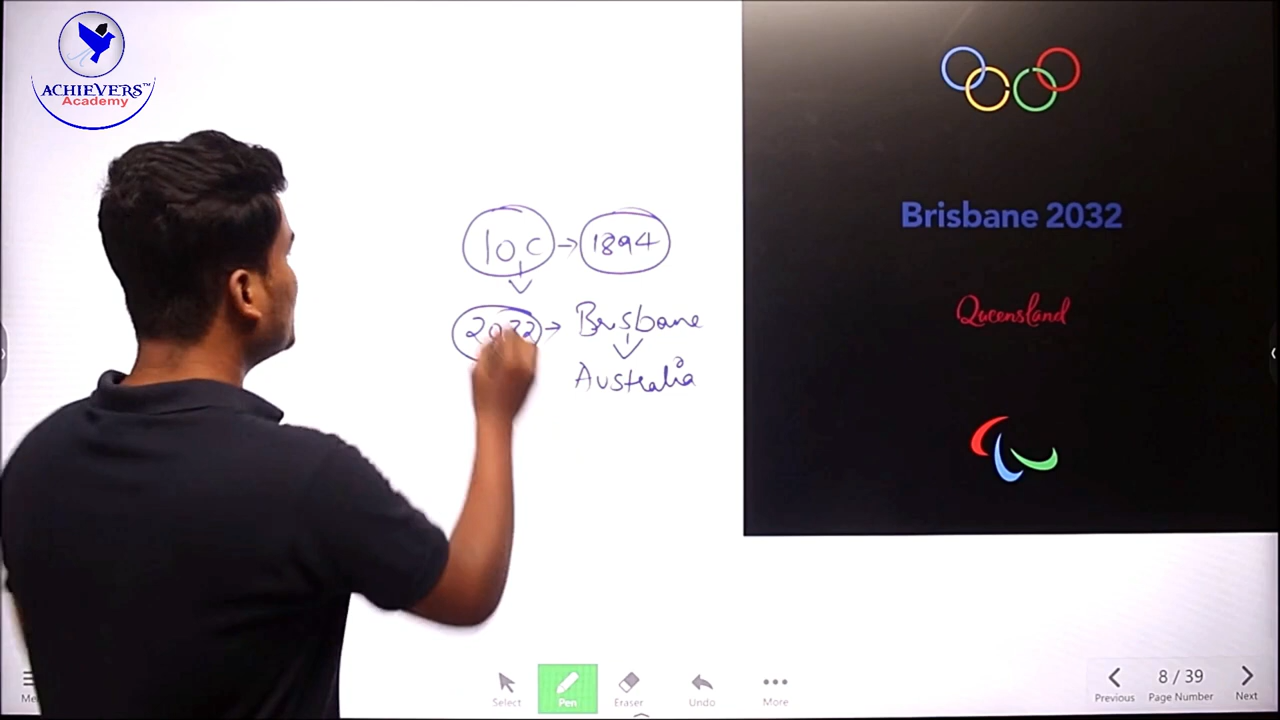 ACHIEVERS™
Academy
IOC → 1894
2032 → Brisbane
Australia
Brisbane 2032
Queensland
Select
Pen
Eraser
Undo
More
Previous
8 / 39
Page Number
Next